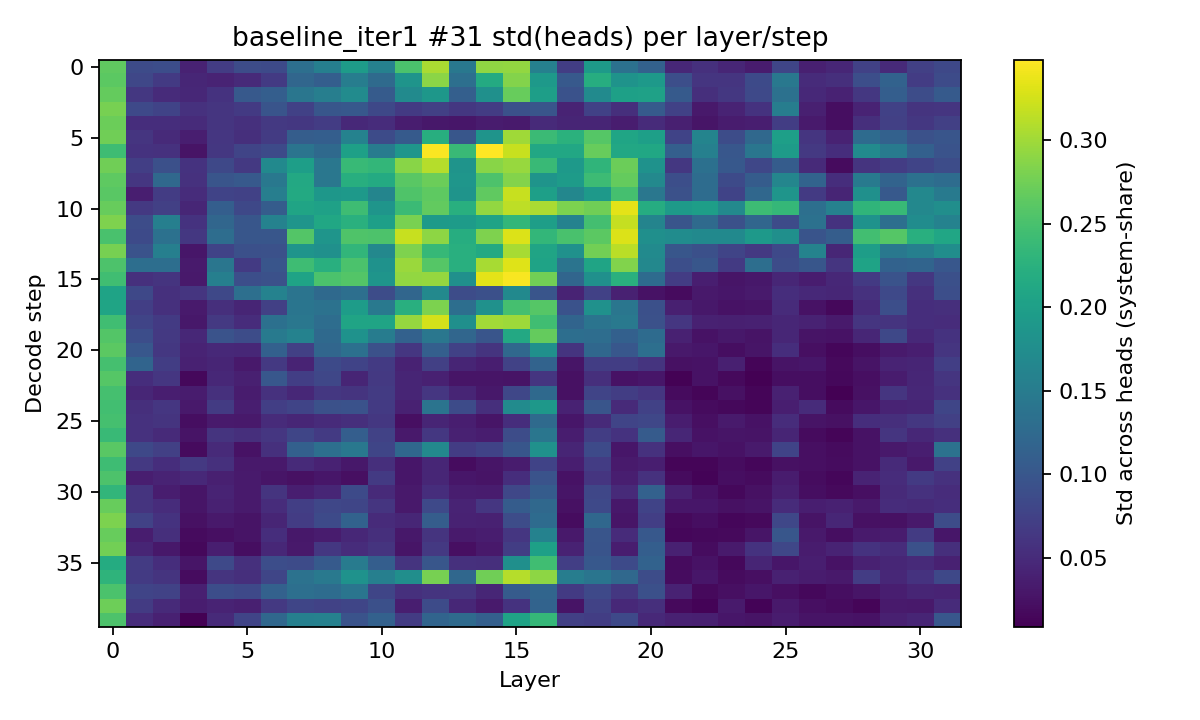 baseline_iter1 #31 std(heads) per layer/step
0
5
10
15
20
25
30
35
Decode step
0 5 10 15 20 25 30
Layer
0.30
0.25
0.20
0.15
0.10
0.05
Std across heads (system-share)